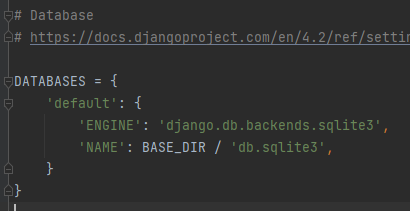 # Database
# https://docs.djangoproject.com/en/4.2/ref/settin
DATABASES = {
    'default': {
        'ENGINE': 'django.db.backends.sqlite3',
        'NAME': BASE_DIR / 'db.sqlite3',
    }
}